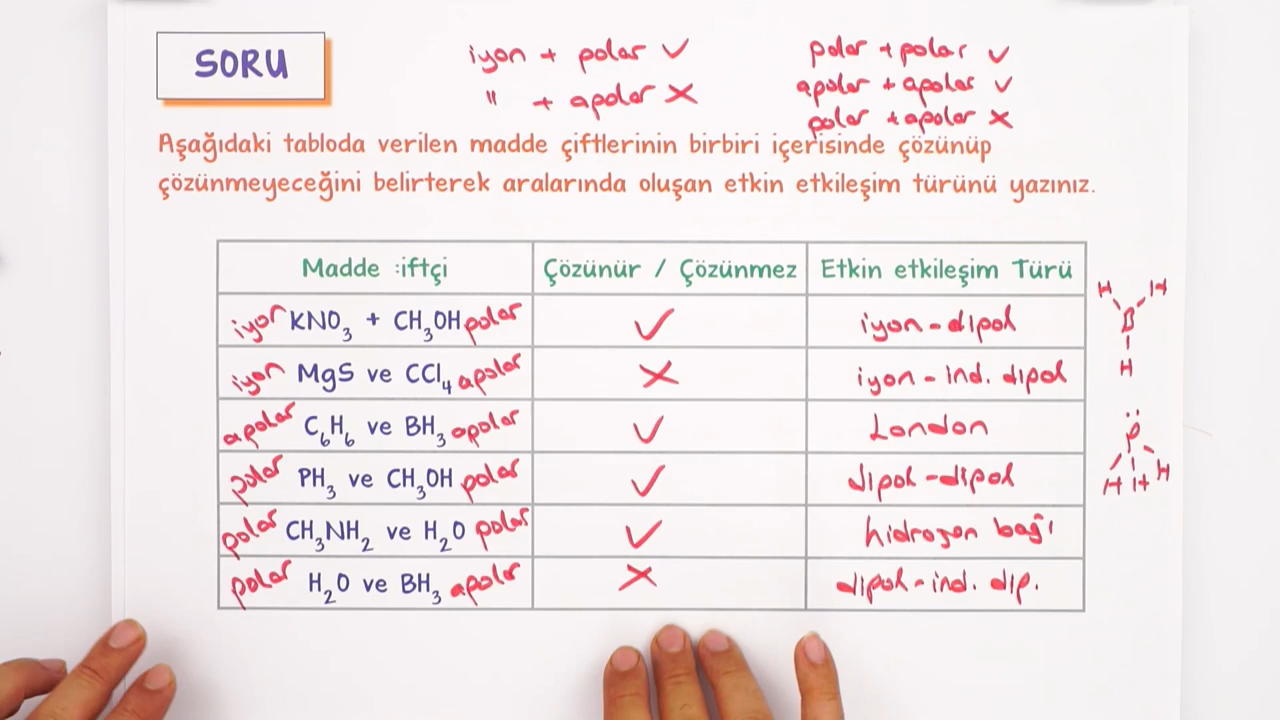 SORU
iyon + polar ✓
" + apolar ✗
polar + polar ✓
apolar + apolar ✓
polar + apolar ✗
Aşağıdaki tabloda verilen madde çiftlerinin birbiri içerisinde çözünüp
çözünmeyeceğini belirterek aralarında oluşan etkin etkileşim türünü yazınız.
Madde :iftçi Çözünür / Çözünmez Etkin etkileşim Türü
iyon KNO₃ + CH₃OH polar ✓ iyon-dipol
iyon MgS ve CCl₄ apolar ✗ iyon-ind. dipol
apolar C₆H₆ ve BH₃ apolar ✓ London
polar PH₃ ve CH₃OH polar ✓ dipol-dipol
polar CH₃NH₂ ve H₂O polar ✓ hidrojen bağı
polar H₂O ve BH₃ apolar ✗ dipol-ind. dip.
H H
B
H
P
H H H